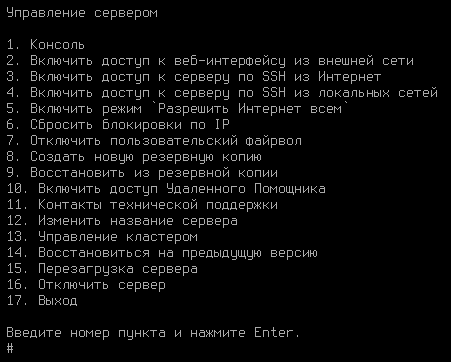 Управление сервером
1. Консоль
2. Включить доступ к веб-интерфейсу из внешней сети
3. Включить доступ к серверу по SSH из Интернет
4. Включить доступ к серверу по SSH из локальных сетей
5. Включить режим `Разрешить Интернет всем`
6. Сбросить блокировки по IP
7. Отключить пользовательский файрвол
8. Создать новую резервную копию
9. Восстановить из резервной копии
10. Включить доступ Удаленного Помощника
11. Контакты технической поддержки
12. Изменить название сервера
13. Управление кластером
14. Восстановиться на предыдущую версию
15. Перезагрузка сервера
16. Отключить сервер
17. Выход
Введите номер пункта и нажмите Enter.
#